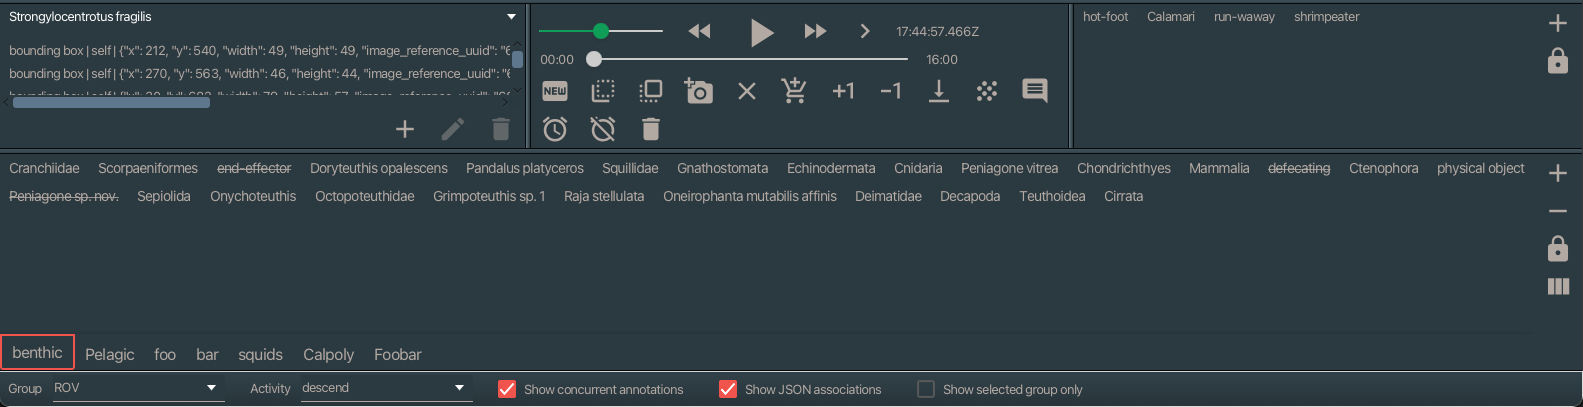 Strongylocentrotus fragilis
bounding box | self | {"x": 212, "y": 540, "width": 49, "height": 49, "image_reference_uuid": "6
bounding box | self | {"x": 270, "y": 563, "width": 46, "height": 44, "image_reference_uuid": "6
17:44:57.466Z
00:00 16:00
NEW +1 −1
hot-foot Calamari run-waway shrimpeater
Cranchiidae Scorpaeniformes end-effector Doryteuthis opalescens Pandalus platyceros Squillidae Gnathostomata Echinodermata Cnidaria Peniagone vitrea Chondrichthyes Mammalia defecating Ctenophora physical object
Peniagone sp. nov. Sepiolida Onychoteuthis Octopoteuthidae Grimpoteuthis sp. 1 Raja stellulata Oneirophanta mutabilis affinis Deimatidae Decapoda Teuthoidea Cirrata
benthic Pelagic foo bar squids Calpoly Foobar
Group ROV Activity descend Show concurrent annotations Show JSON associations Show selected group only